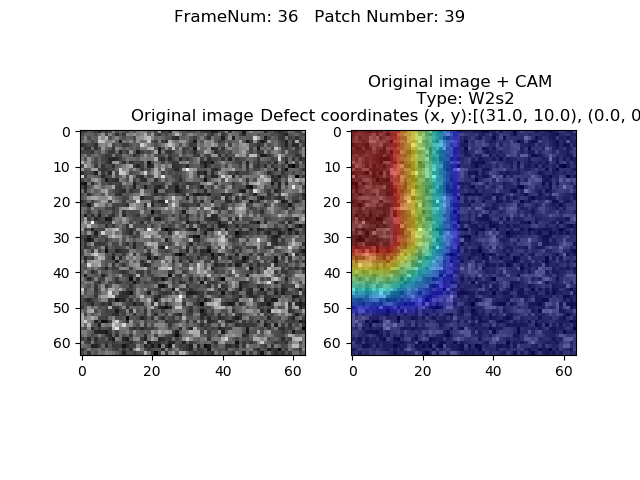 FrameNum: 36   Patch Number: 39
Original image + CAM
Type: W2s2
Original image Defect coordinates (x, y):[(31.0, 10.0), (0.0, 0
0 0
10 10
20 20
30 30
40 40
50 50
60 60
0 20 40 60 0 20 40 60